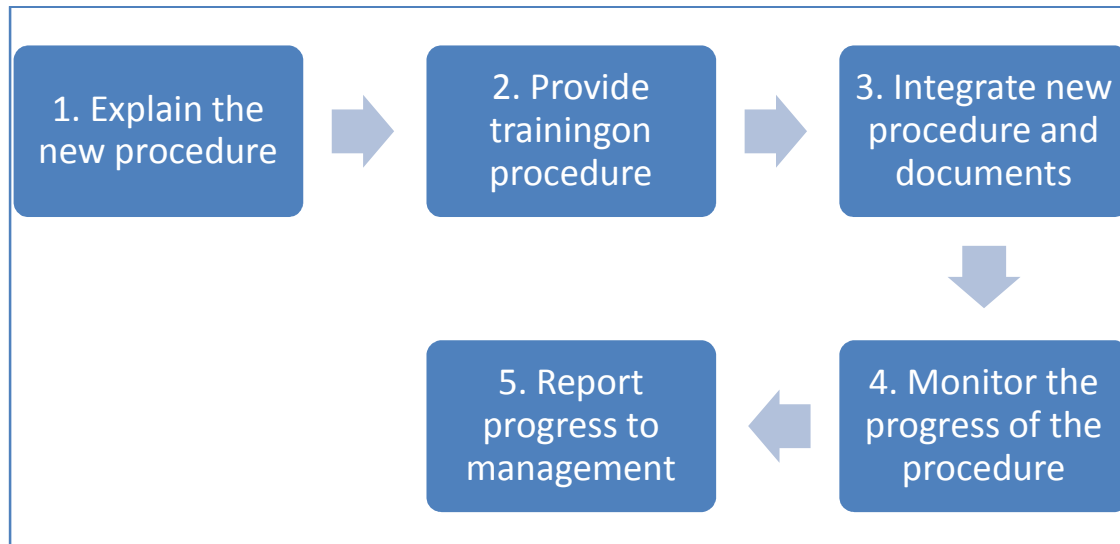 1. Explain the
new procedure
2. Provide
trainingon
procedure
3. Integrate new
procedure and
documents
4. Monitor the
progress of the
procedure
5. Report
progress to
management